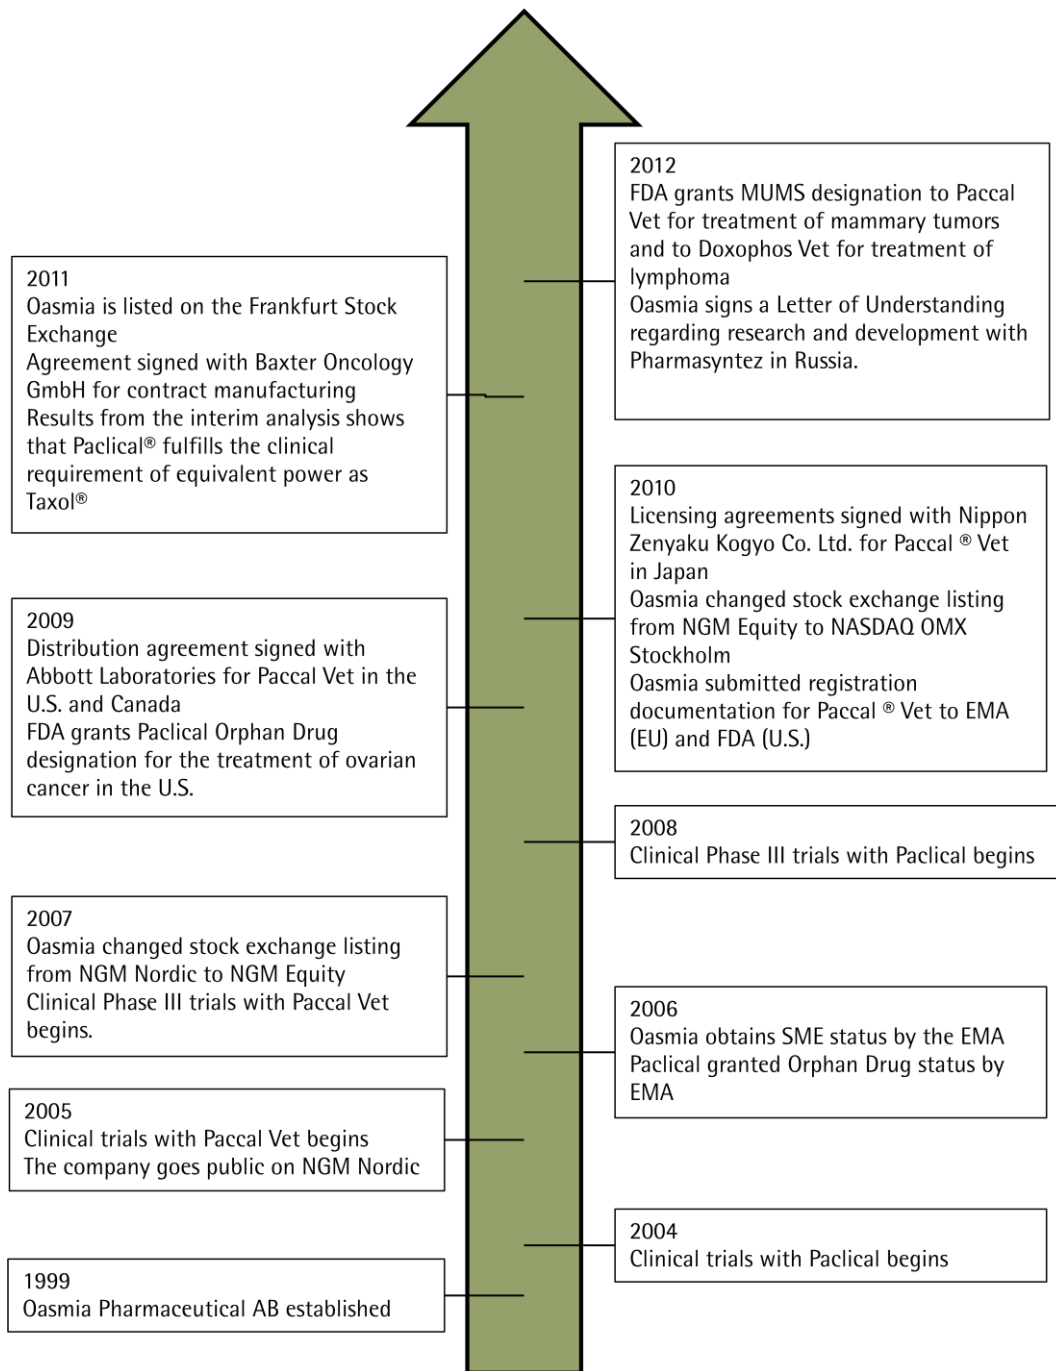 2012
FDA grants MUMS designation to Paccal
Vet for treatment of mammary tumors
and to Doxophos Vet for treatment of
lymphoma
Oasmia signs a Letter of Understanding
regarding research and development with
Pharmasyntez in Russia.
2011
Oasmia is listed on the Frankfurt Stock
Exchange
Agreement signed with Baxter Oncology
GmbH for contract manufacturing
Results from the interim analysis shows
that Paclical® fulfills the clinical
requirement of equivalent power as
Taxol®
2010
Licensing agreements signed with Nippon
Zenyaku Kogyo Co. Ltd. for Paccal ® Vet
in Japan
Oasmia changed stock exchange listing
from NGM Equity to NASDAQ OMX
Stockholm
Oasmia submitted registration
documentation for Paccal ® Vet to EMA
(EU) and FDA (U.S.)
2009
Distribution agreement signed with
Abbott Laboratories for Paccal Vet in the
U.S. and Canada
FDA grants Paclical Orphan Drug
designation for the treatment of ovarian
cancer in the U.S.
2008
Clinical Phase III trials with Paclical begins
2007
Oasmia changed stock exchange listing
from NGM Nordic to NGM Equity
Clinical Phase III trials with Paccal Vet
begins.
2006
Oasmia obtains SME status by the EMA
Paclical granted Orphan Drug status by
EMA
2005
Clinical trials with Paccal Vet begins
The company goes public on NGM Nordic
2004
Clinical trials with Paclical begins
1999
Oasmia Pharmaceutical AB established